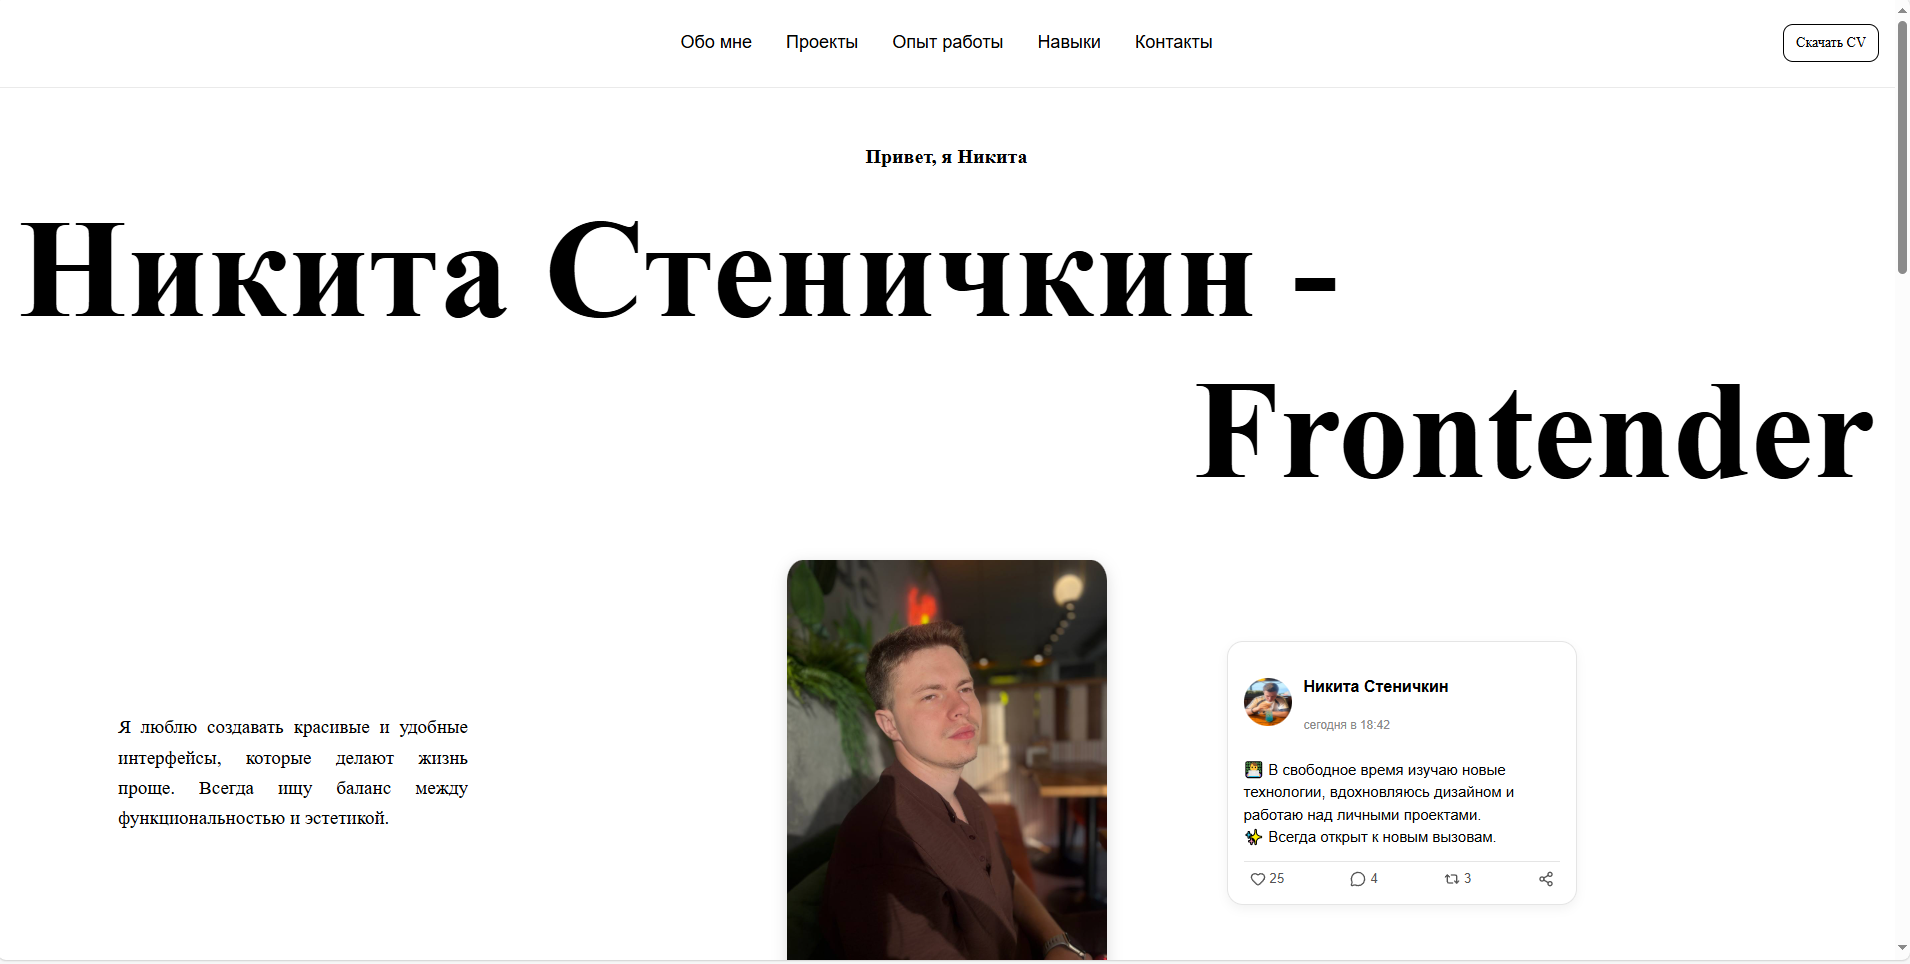 Обо мне Проекты Опыт работы Навыки Контакты
Скачать CV
Привет, я Никита
Никита Стеничкин -
Frontender
Я люблю создавать красивые и удобные
интерфейсы, которые делают жизнь
проще. Всегда ищу баланс между
функциональностью и эстетикой.
Никита Стеничкин
сегодня в 18:42
👨‍💻 В свободное время изучаю новые
технологии, вдохновляюсь дизайном и
работаю над личными проектами.
✨ Всегда открыт к новым вызовам.
25 4 3